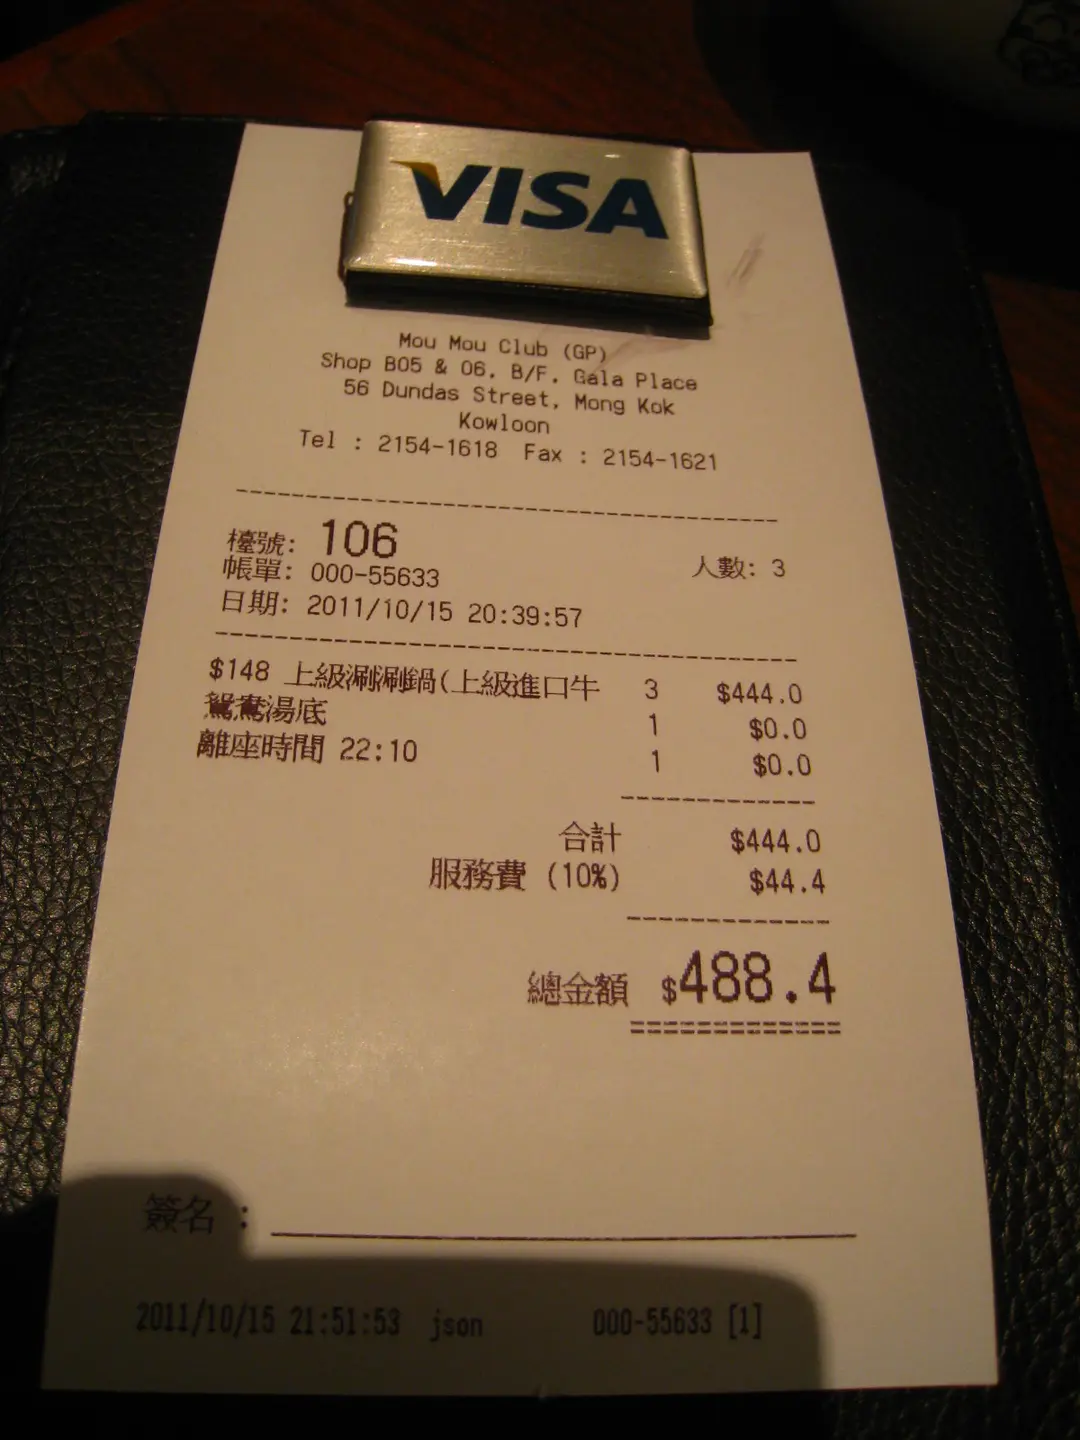 VISA
Mou Mou Club (GP)
Shop B05 & 06, B/F, Gala Place
56 Dundas Street, Mong Kok
Kowloon
Tel : 2154-1618 Fax : 2154-1621
檯號: 106 人數: 3
帳單: 000-55633
日期: 2011/10/15 20:39:57
$148 上級涮涮鍋(上級進口牛 3 $444.0
鴛鴦湯底 1 $0.0
離座時間 22:10 1 $0.0
合計 $444.0
服務費 (10%) $44.4
總金額 $488.4
簽名 :
2011/10/15 21:51:53 json 000-55633 [1]